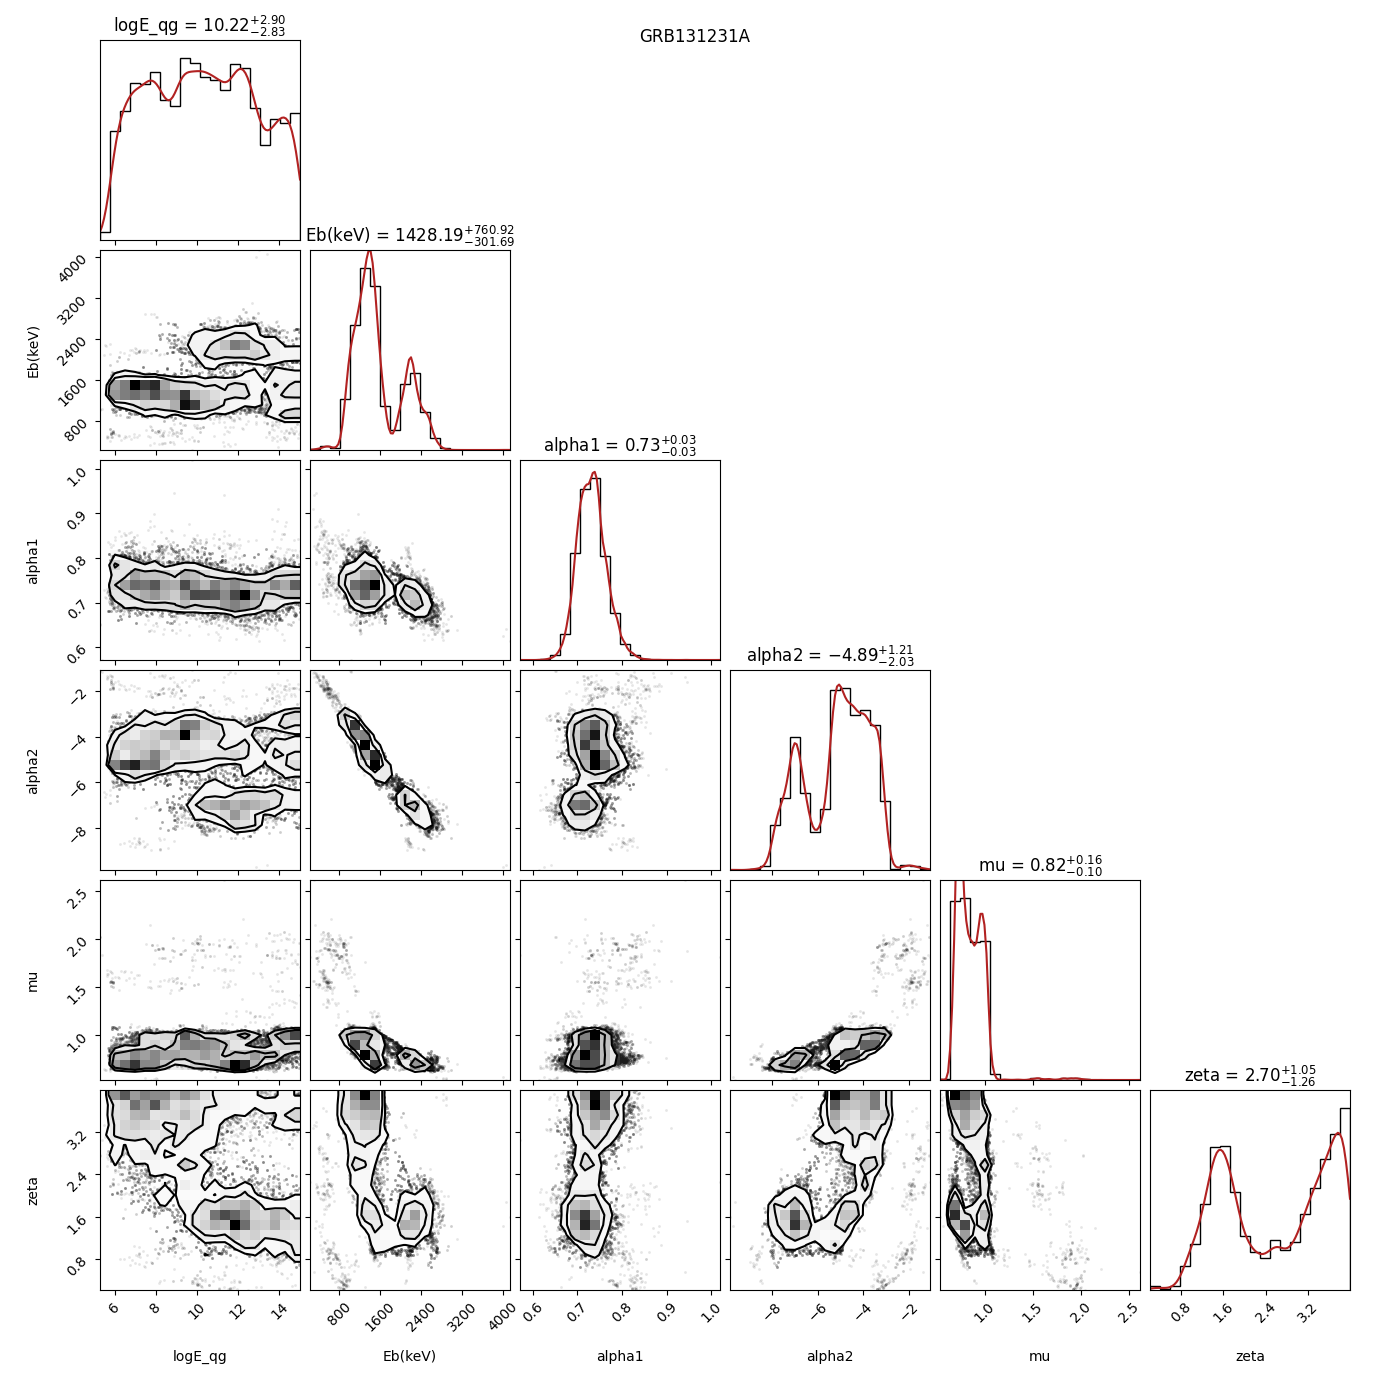 logE_qg = 10.22+2.90−2.83
GRB131231A
Eb(keV) = 1428.19+760.92−301.69
4000
3200
2400
1600
800
Eb(keV)
alpha1 = 0.73+0.03−0.03
1.0
0.9
0.8
0.7
0.6
alpha1
alpha2 = −4.89+1.21−2.03
−2
−4
−6
−8
alpha2
mu = 0.82+0.16−0.10
2.5
2.0
1.5
1.0
mu
zeta = 2.70+1.05−1.26
3.2
2.4
1.6
0.8
zeta
6 8 10 12 14 800 1600 2400 3200 4000 0.6 0.7 0.8 0.9 1.0 −8 −6 −4 −2 1.0 1.5 2.0 2.5 0.8 1.6 2.4 3.2
logE_qg Eb(keV) alpha1 alpha2 mu zeta